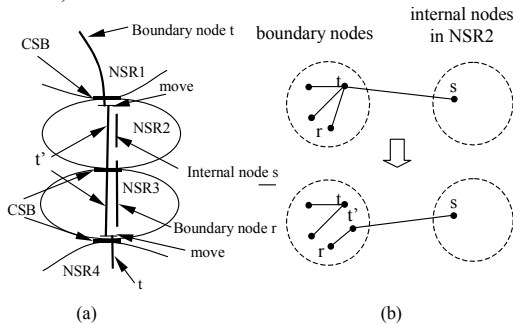 Boundary node t
CSB
NSR1
move
NSR2
t'
Internal node s
NSR3
CSB
Boundary node r
move
NSR4
t
(a)
boundary nodes
internal nodes
in NSR2
t
s
r
t
t'
s
r
(b)